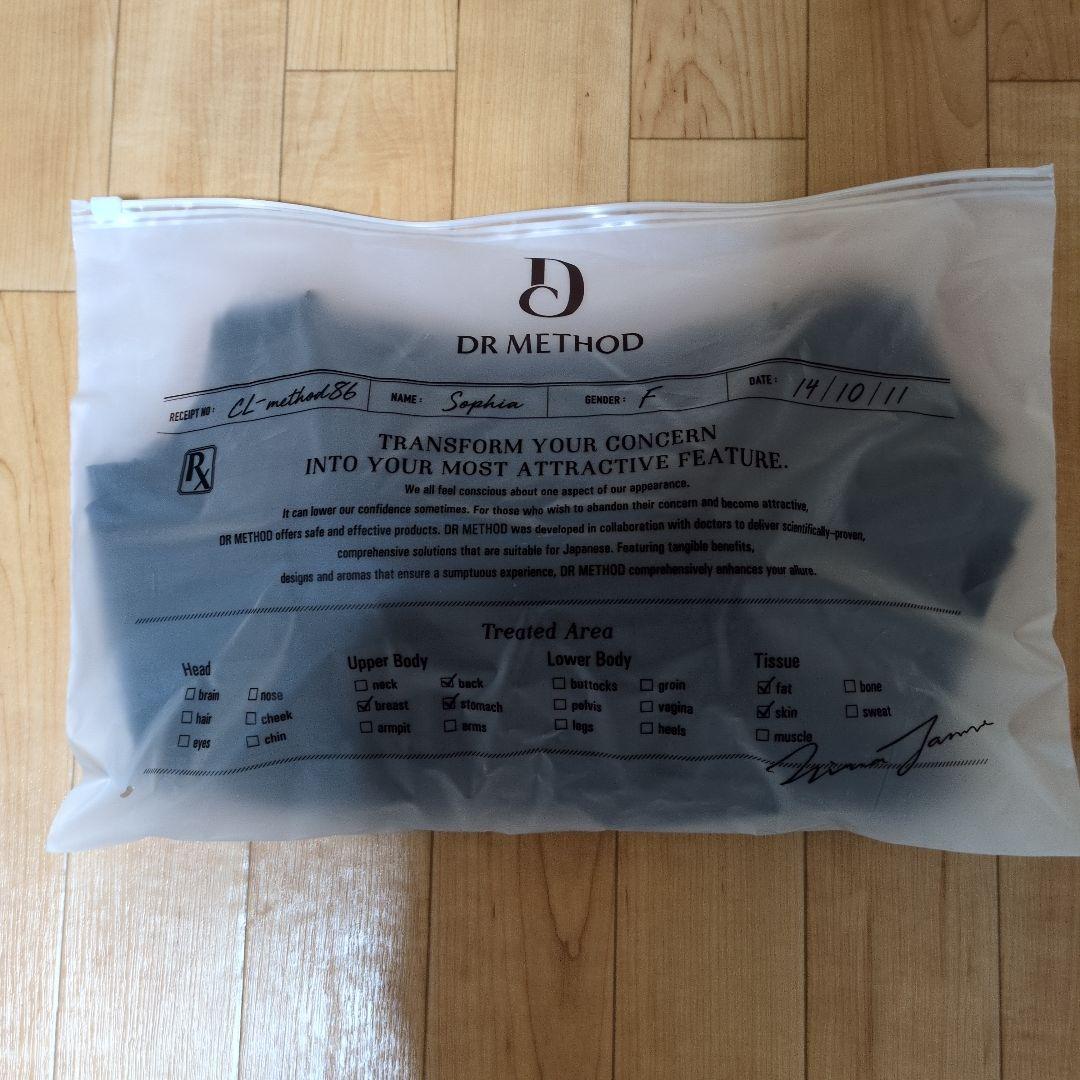 DR METHOD
RECEIPT NO: CL-method86 NAME: Sophia GENDER: F DATE: 14/10/11
Rx
TRANSFORM YOUR CONCERN
INTO YOUR MOST ATTRACTIVE FEATURE.
We all feel conscious about one aspect of our appearance.
It can lower our confidence sometimes. For those who wish to abandon their concern and become attractive,
DR METHOD offers safe and effective products. DR METHOD was developed in collaboration with doctors to deliver scientifically-proven,
comprehensive solutions that are suitable for Japanese. Featuring tangible benefits,
designs and aromas that ensure a sumptuous experience, DR METHOD comprehensively enhances your allure.
Treated Area
Head
brain nose
hair cheek
eyes chin
Upper Body
neck back
breast stomach
armpit arms
Lower Body
buttocks groin
pelvis vagina
legs heels
Tissue
fat bone
skin sweat
muscle